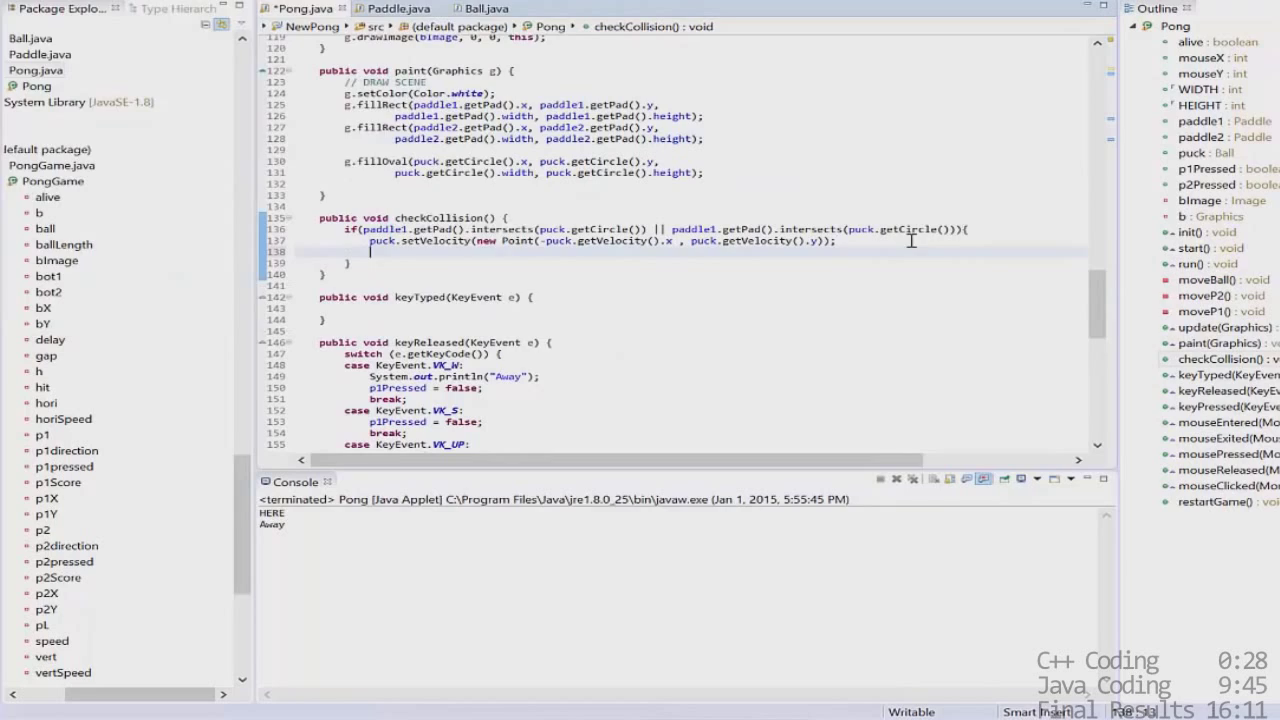 Package Explo...
Type Hierarch
Ball.java
Paddle.java
Pong.java
Pong
System Library [JavaSE-1.8]
efault package)
PongGame.java
PongGame
alive
b
ball
ballLength
bImage
bot1
bot2
bX
bY
delay
gap
h
hit
hori
horiSpeed
p1
p1direction
p1pressed
p1Score
p1X
p1Y
p2
p2direction
p2pressed
p2Score
p2X
p2Y
pL
speed
vert
vertSpeed
*Pong.java
Paddle.java
Ball.java
NewPong
src
(default package)
Pong
checkCollision() : void
119 g.drawImage(bImage, 0, 0, this);
120 }
121
122 public void paint(Graphics g) {
123 // DRAW SCENE
124 g.setColor(Color.white);
125 g.fillRect(paddle1.getPad().x, paddle1.getPad().y,
126 paddle1.getPad().width, paddle1.getPad().height);
127 g.fillRect(paddle2.getPad().x, paddle2.getPad().y,
128 paddle2.getPad().width, paddle2.getPad().height);
129
130 g.fillOval(puck.getCircle().x, puck.getCircle().y,
131 puck.getCircle().width, puck.getCircle().height);
132
133 }
134
135 public void checkCollision() {
136 if(paddle1.getPad().intersects(puck.getCircle()) || paddle1.getPad().intersects(puck.getCircle())){
137 puck.setVelocity(new Point(-puck.getVelocity().x , puck.getVelocity().y));
138
139 }
140 }
142 public void keyTyped(KeyEvent e) {
143
144 }
145
146 public void keyReleased(KeyEvent e) {
147 switch (e.getKeyCode()) {
148 case KeyEvent.VK_W:
149 System.out.println("Away");
150 p1Pressed = false;
151 break;
152 case KeyEvent.VK_S:
153 p1Pressed = false;
154 break;
155 case KeyEvent.VK_UP:
Console
<terminated> Pong [Java Applet] C:\Program Files\Java\jre1.8.0_25\bin\javaw.exe (Jan 1, 2015, 5:55:45 PM)
HERE
Away
Outline
Pong
alive : boolean
mouseX : int
mouseY : int
WIDTH : int
HEIGHT : int
paddle1 : Paddle
paddle2 : Paddle
puck : Ball
p1Pressed : boolean
p2Pressed : boolean
bImage : Image
b : Graphics
init() : void
start() : void
run() : void
moveBall() : void
moveP2() : void
moveP1() : void
update(Graphics) :
paint(Graphics) : vo
checkCollision() : vo
keyTyped(KeyEvent
keyReleased(KeyEve
keyPressed(KeyEve
mouseEntered(Mo
mouseExited(Mous
mousePressed(Mo
mouseReleased(Mo
mouseClicked(Mou
restartGame() : void
C++ Coding 0:28
Java Coding 9:45
Final Results 16:11
Writable
Smart Insert